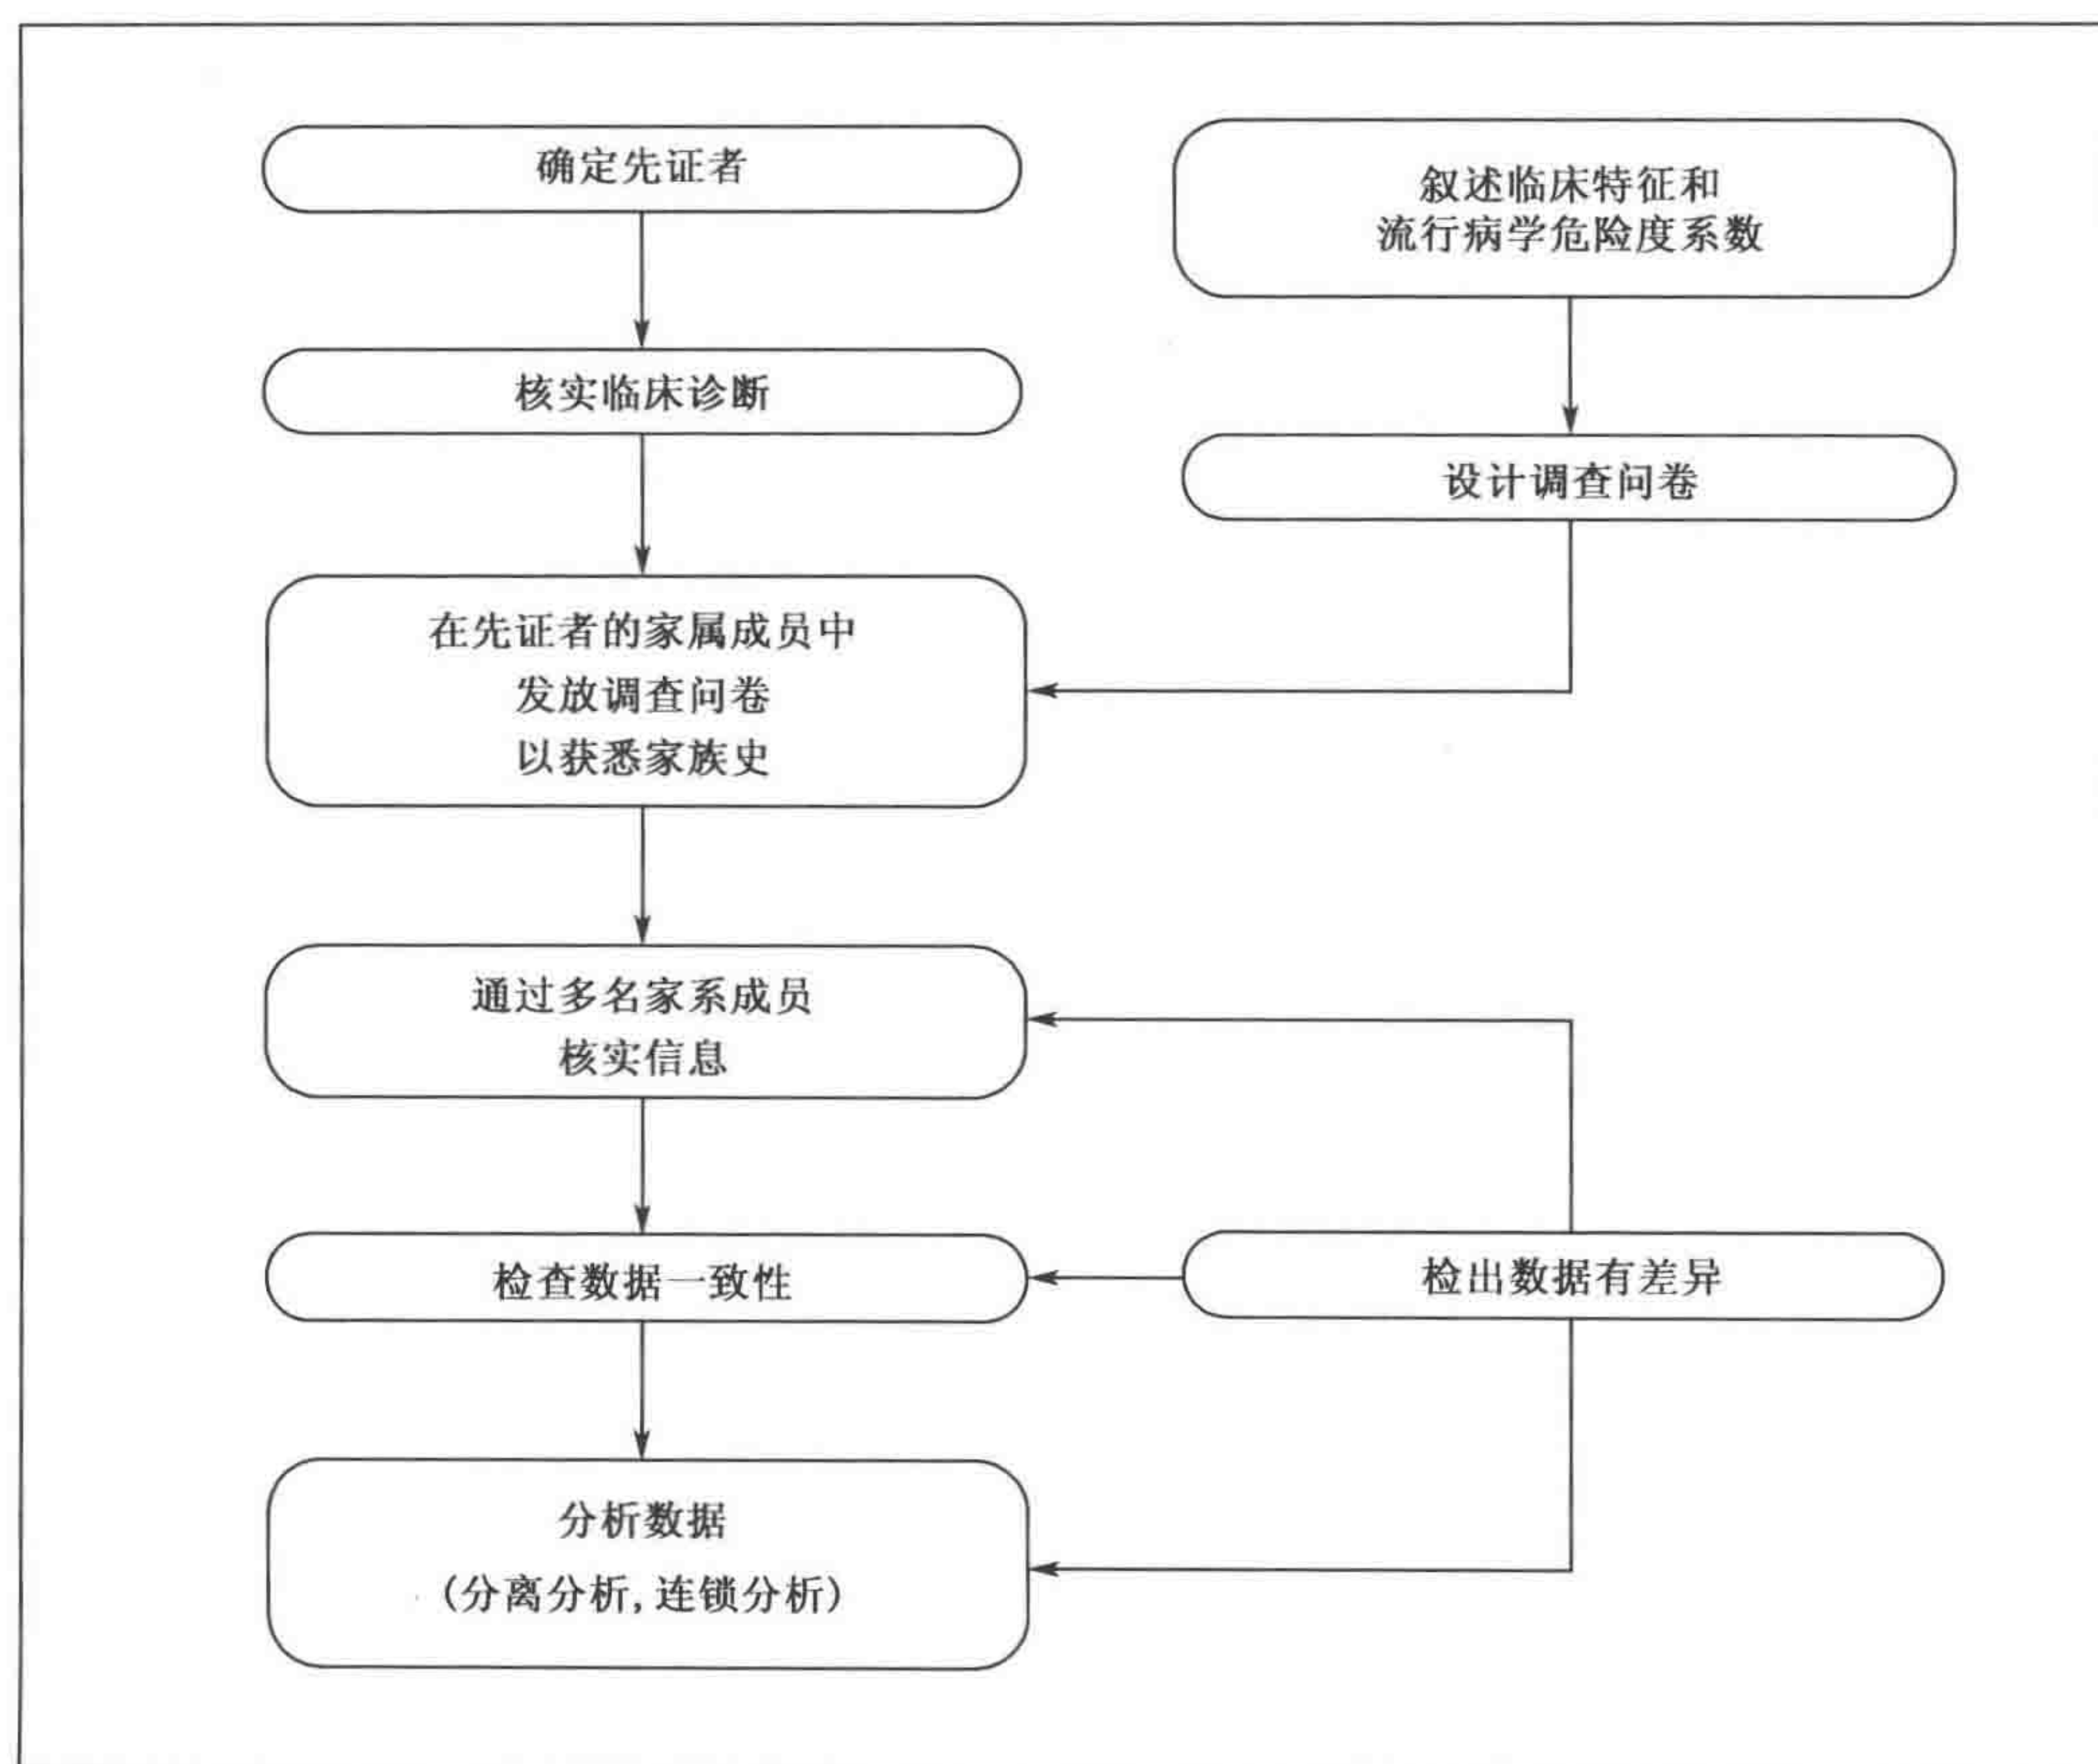 确定先证者
叙述临床特征和
流行病学危险度系数
核实临床诊断
设计调查问卷
在先证者的家属成员中
发放调查问卷
以获悉家族史
通过多名家系成员
核实信息
检查数据一致性
检出数据有差异
分析数据
(分离分析,连锁分析)